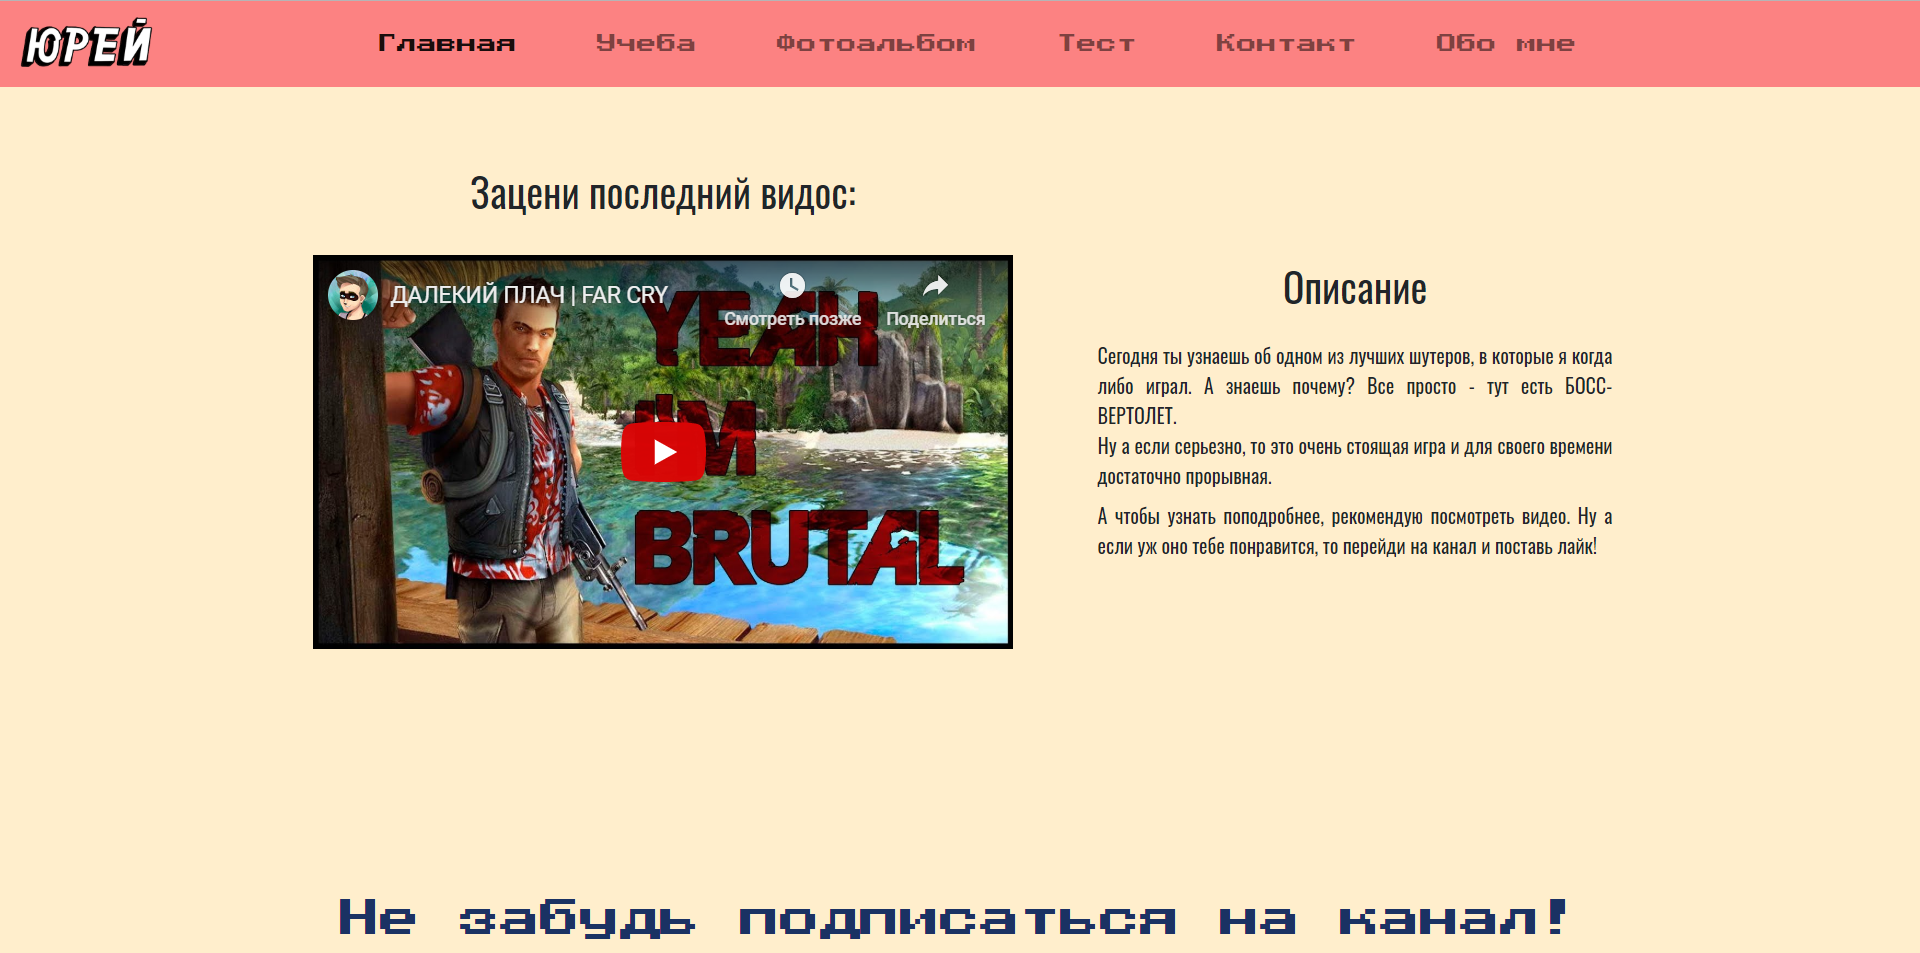 ЮРЕЙ
Главная Учеба Фотоальбом Тест Контакт Обо мне
Зацени последний видос:
ДАЛЕКИЙ ПЛАЧ | FAR CRY
Смотреть позже Поделиться
YEAH
I'M
BRUTAL
Описание
Сегодня ты узнаешь об одном из лучших шутеров, в которые я когда
либо играл. А знаешь почему? Все просто - тут есть БОСС-
ВЕРТОЛЕТ.
Ну а если серьезно, то это очень стоящая игра и для своего времени
достаточно прорывная.
А чтобы узнать поподробнее, рекомендую посмотреть видео. Ну а
если уж оно тебе понравится, то перейди на канал и поставь лайк!
Не забудь подписаться на канал!